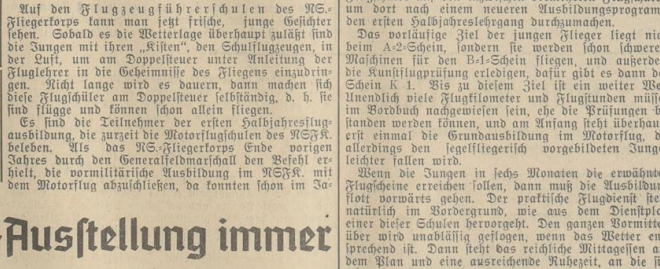 Auf den Flugzeugführerschulen des NS.-
Fliegerkorps kann man jetzt frische, junge Gesichter
sehen. Sobald es die Wetterlage überhaupt zuläßt sind
die Jungen mit ihren „Kisten“, den Schulflugzeugen, in
der Luft, um am Doppelsteuer unter Anleitung der
Fluglehrer in die Geheimnisse des Fliegens einzudrin-
gen. Nicht lange wird es dauern, dann machen sich
diese Flugschüler am Doppelsteuer selbständig, d. h. sie
sind flügge und können schon allein fliegen.
Es sind die Teilnehmer der ersten Halbjahresflug-
ausbildung, die zurzeit die Motorflugschulen des NSFK.
beleben. Als das NS.-Fliegerkorps Ende vorigen
Jahres durch den Generalfeldmarschall den Befehl er-
hielt, die vormilitärische Ausbildung im NSFK. mit
dem Motorflug abzuschließen, da konnten schon im Ja-
Ausstellung immer
um dort nach einem neueren Ausbildungsprogram
den ersten Halbjahreslehrgang durchzumachen.
Das vorläufige Ziel der jungen Flieger liegt nic
beim A-2-Schein, sondern sie werden schon schwere
Maschinen für den B-1-Schein fliegen, und außerde
die Kunstflugprüfung erledigen, dafür gibt es dann de
Schein K 1. Bis zu diesem Ziel ist ein weiter We
Unendlich viele Flugkilometer und Flugstunden müsse
im Bordbuch nachgewiesen sein, ehe die Prüfungen b
standen werden können, und am Anfang steht überhau
erst einmal die Grundausbildung im Motorflug, d
allerdings den segelfliegerisch vorgebildeten Junge
leichter fallen wird.
Wenn die Jungen in sechs Monaten die erwähnte
Flugscheine erreichen sollen, dann muß die Ausbildun
flott vorwärts gehen. Der praktische Flugdienst ste
natürlich im Vordergrund, wie aus dem Dienstpla
einer dieser Schulen hervorgeht. Den ganzen Vormitte
über wird unablässig geflogen, wenn das Wetter en
sprechend ist. Dann steht das reichliche Mittagessen a
dem Plan und eine ausreichende Ruhezeit, an die si